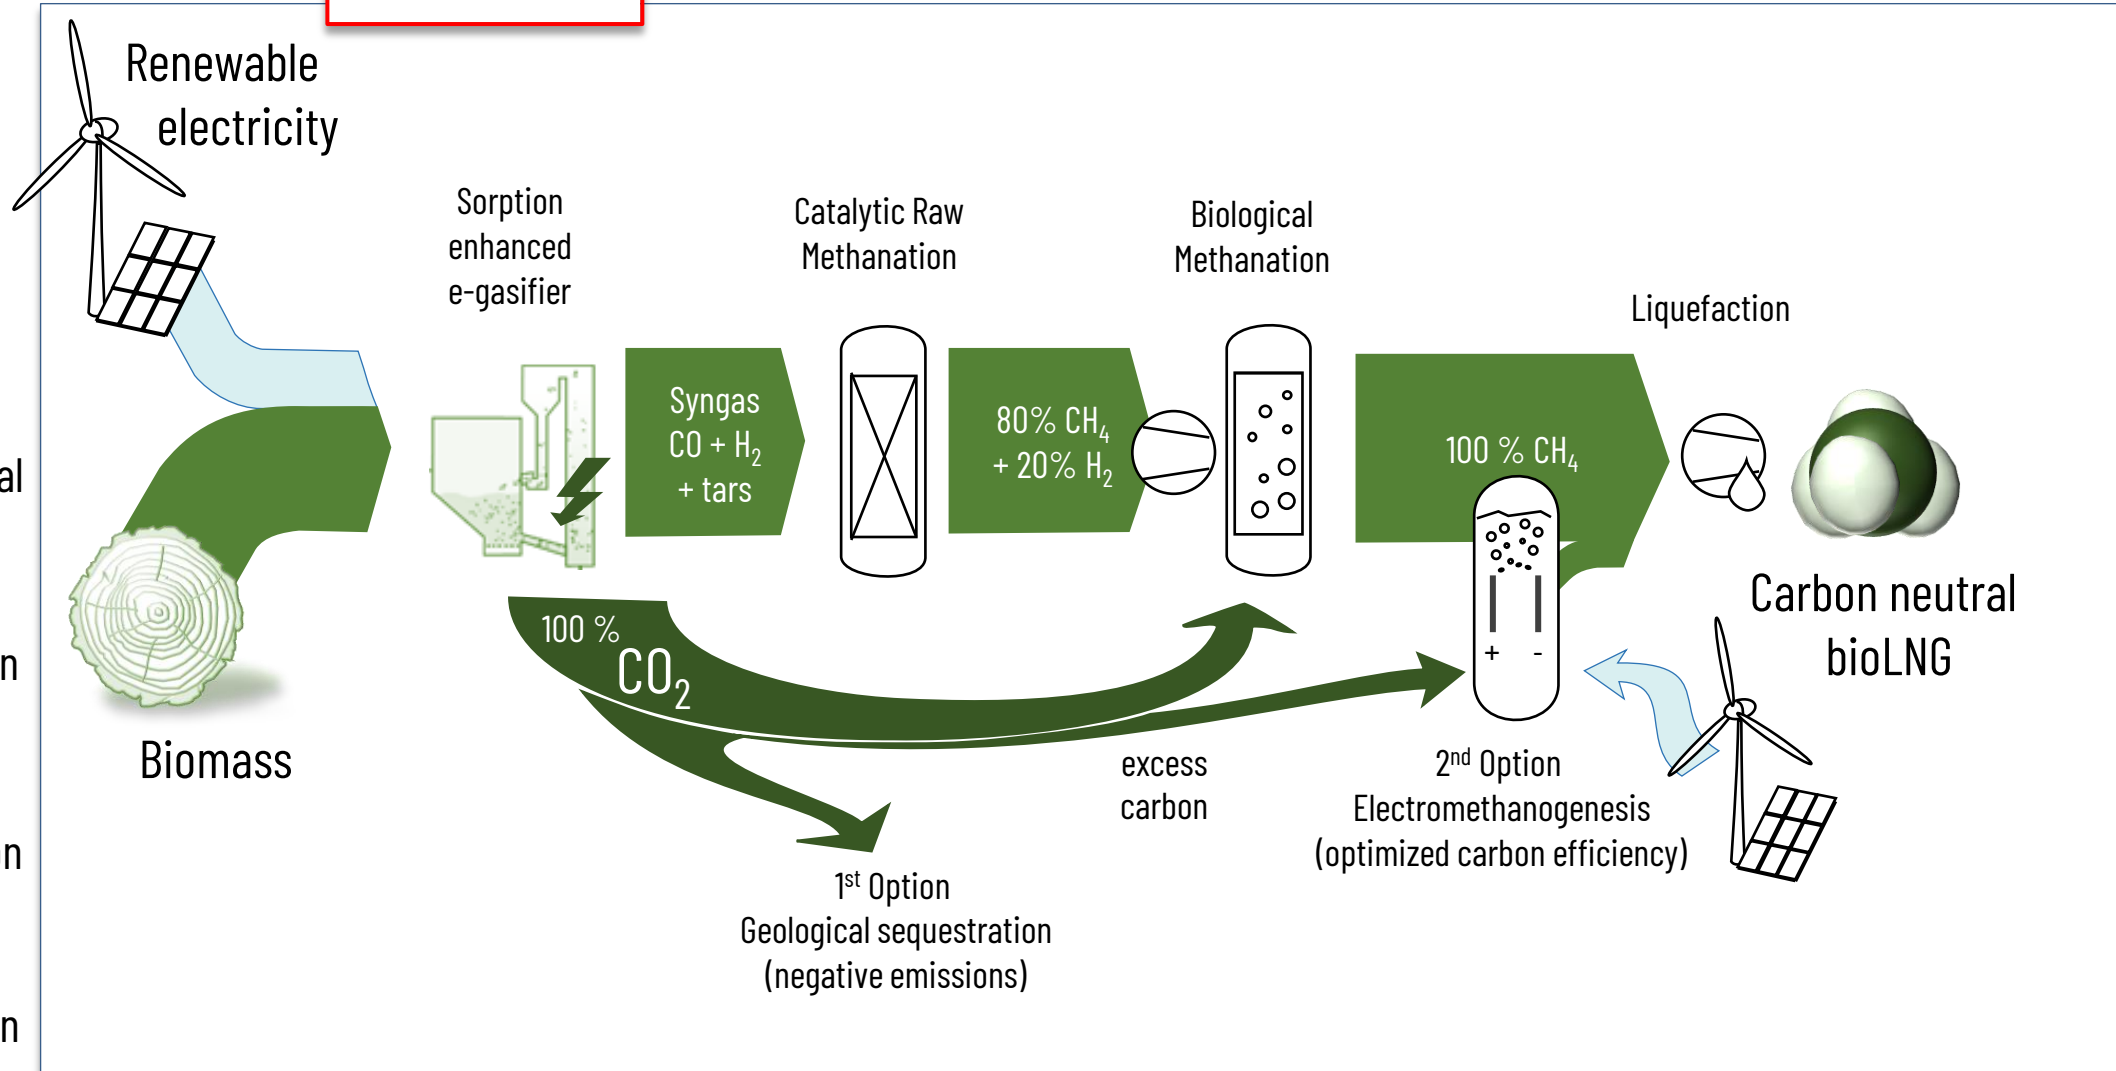 Renewable
electricity
Sorption
enhanced
e-gasifier
Catalytic Raw
Methanation
Biological
Methanation
Liquefaction
Syngas
CO + H₂
+ tars
80% CH₄
+ 20% H₂
100 % CH₄
100 %
CO₂
+ -
Biomass
Carbon neutral
bioLNG
excess
carbon
1st Option
Geological sequestration
(negative emissions)
2nd Option
Electromethanogenesis
(optimized carbon efficiency)